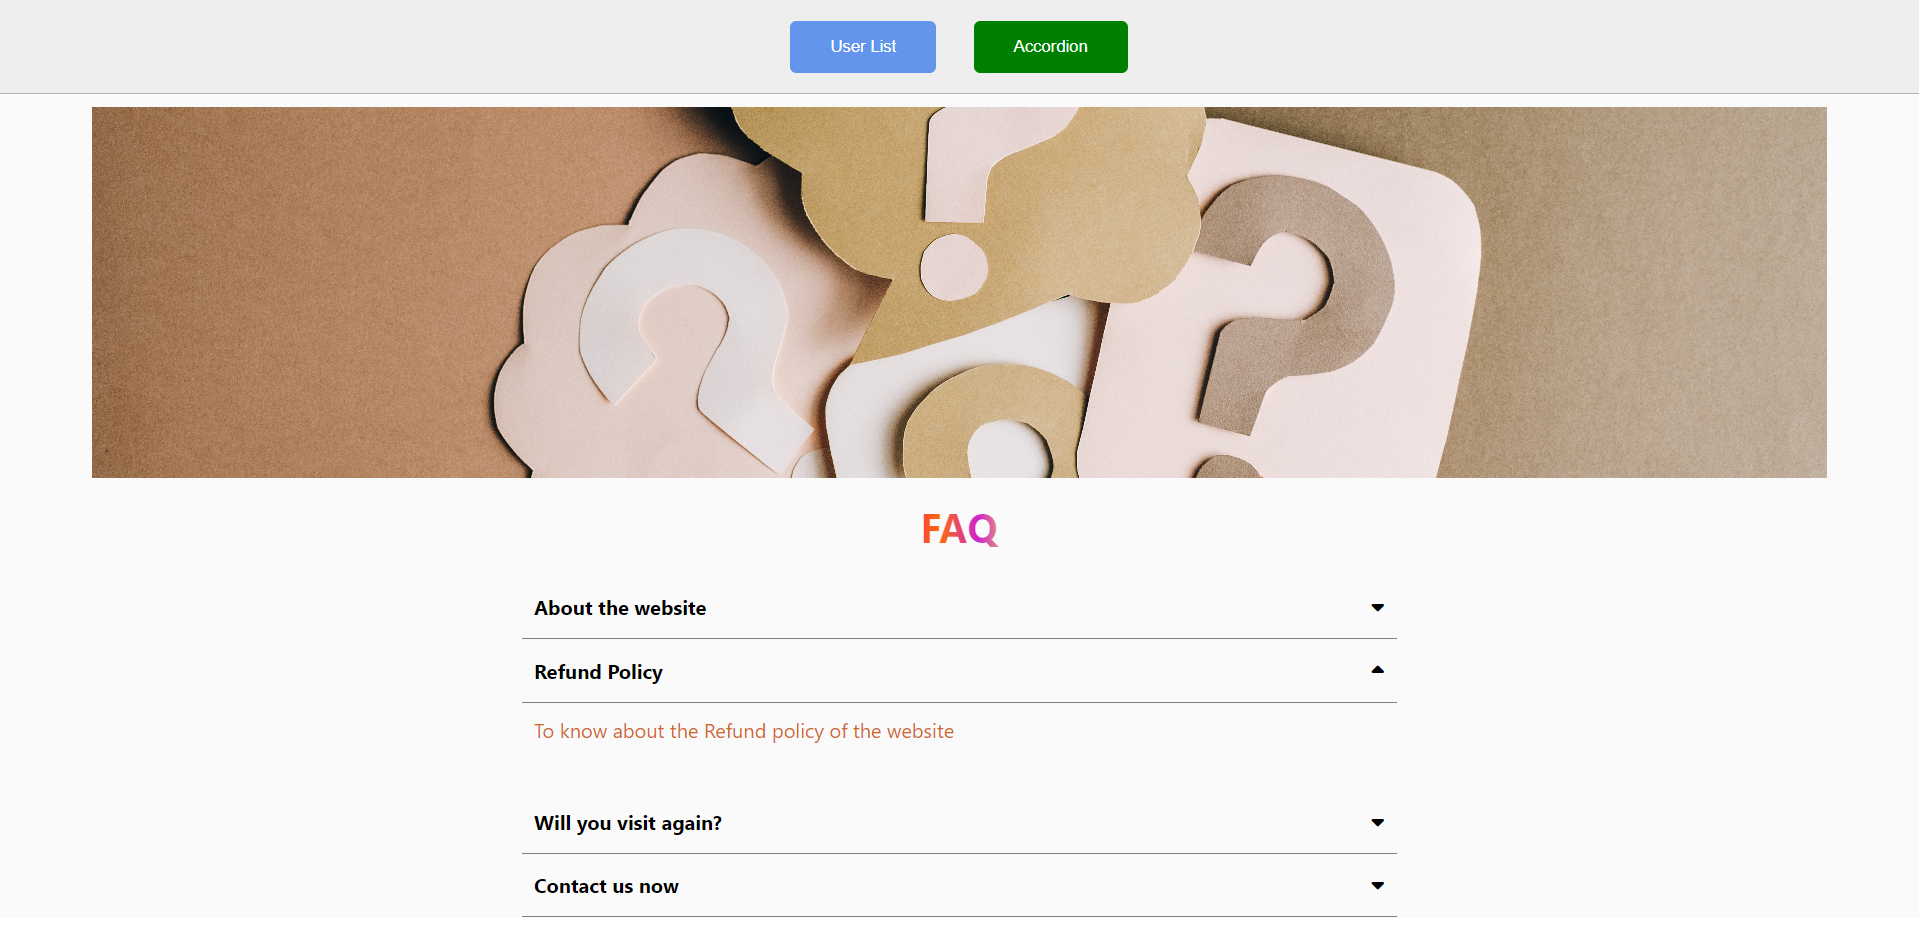 User List
Accordion
FAQ
About the website
Refund Policy
To know about the Refund policy of the website
Will you visit again?
Contact us now